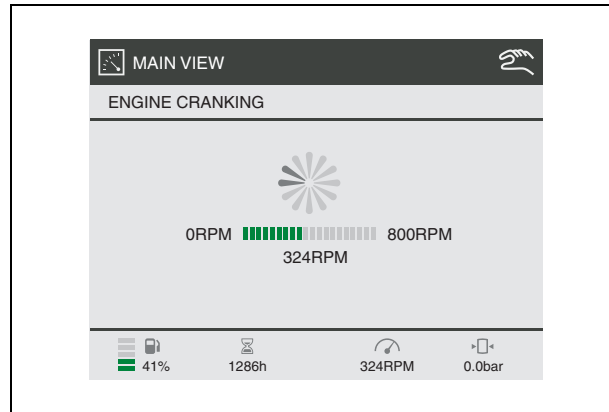 MAIN VIEW
ENGINE CRANKING
0RPM 800RPM
324RPM
41% 1286h 324RPM 0.0bar